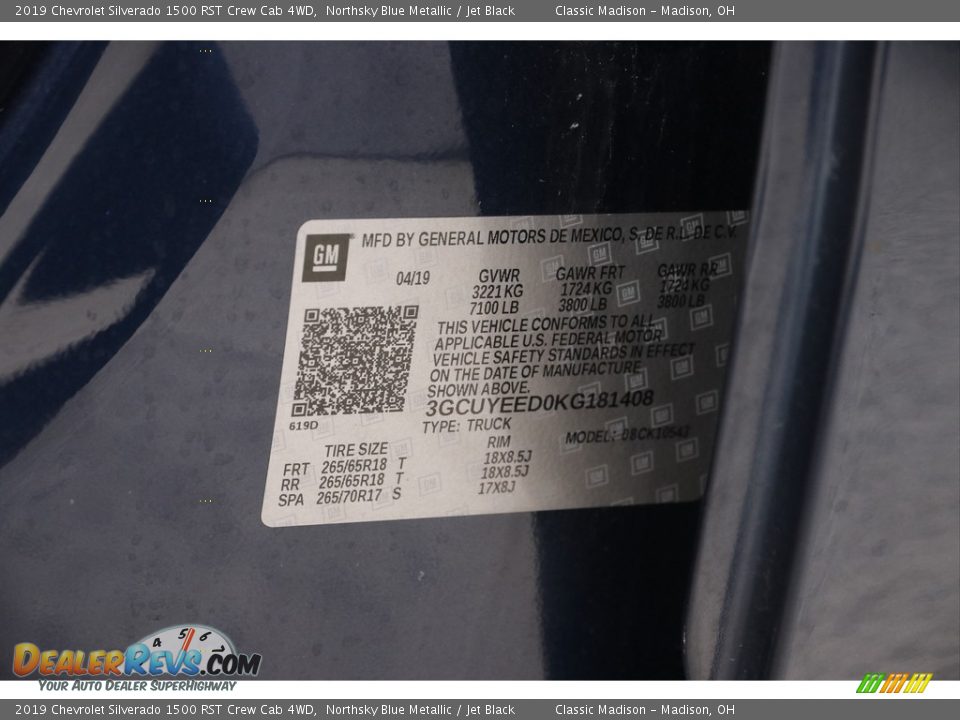 2019 Chevrolet Silverado 1500 RST Crew Cab 4WD, Northsky Blue Metallic / Jet Black Classic Madison – Madison, OH
GM MFD BY GENERAL MOTORS DE MEXICO, S. DE R.L. DE C.V.
04/19 GVWR GAWR FRT GAWR RR
3221 KG 1724 KG 1724 KG
7100 LB 3800 LB 3800 LB
THIS VEHICLE CONFORMS TO ALL
APPLICABLE U.S. FEDERAL MOTOR
VEHICLE SAFETY STANDARDS IN EFFECT
ON THE DATE OF MANUFACTURE
SHOWN ABOVE.
3GCUYEED0KG181408
619D
TYPE: TRUCK MODEL: 08CK10543
TIRE SIZE RIM
FRT 265/65R18 T 18X8.5J
RR 265/65R18 T 18X8.5J
SPA 265/70R17 S 17X8J
4 5 6
DEALERREVS.COM
YOUR AUTO DEALER SUPERHIGHWAY
2019 Chevrolet Silverado 1500 RST Crew Cab 4WD, Northsky Blue Metallic / Jet Black Classic Madison – Madison, OH